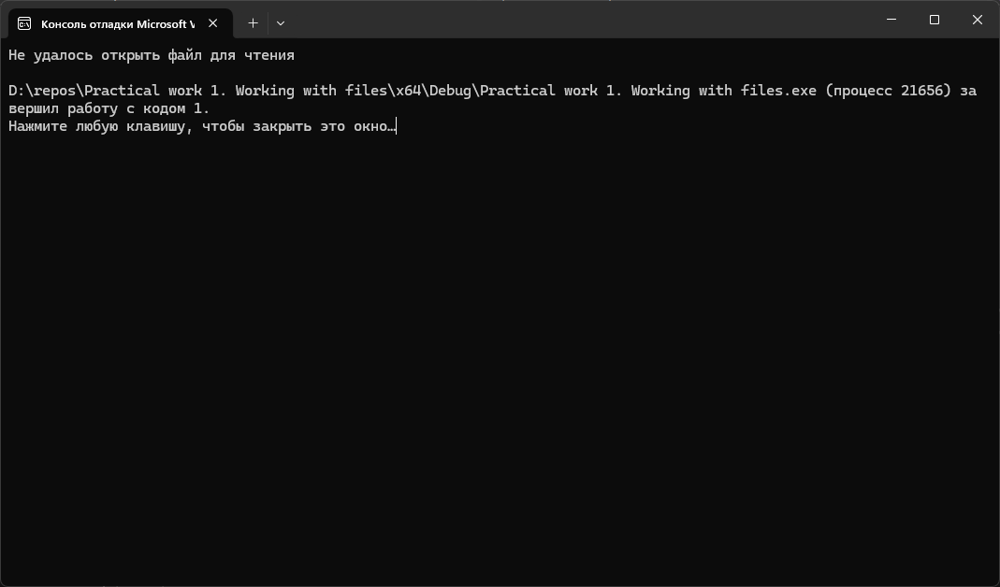 Консоль отладки Microsoft V
Не удалось открыть файл для чтения
D:\repos\Practical work 1. Working with files\x64\Debug\Practical work 1. Working with files.exe (процесс 21656) за
вершил работу с кодом 1.
Нажмите любую клавишу, чтобы закрыть это окно…